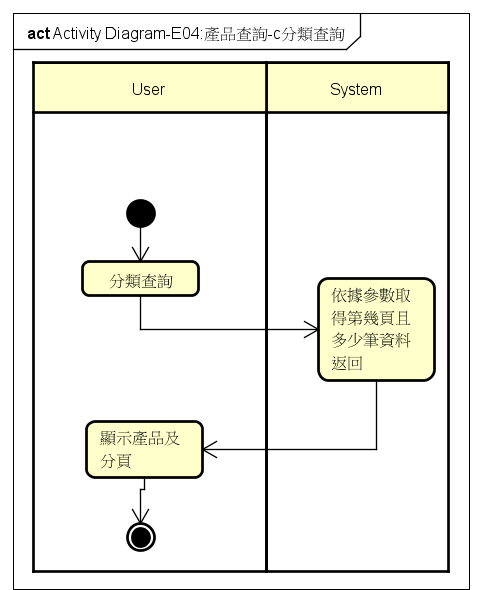 act Activity Diagram-E04:產品查詢-c分類查詢
User
System
分類查詢
依據參數取
得第幾頁且
多少筆資料
返回
顯示產品及
分頁